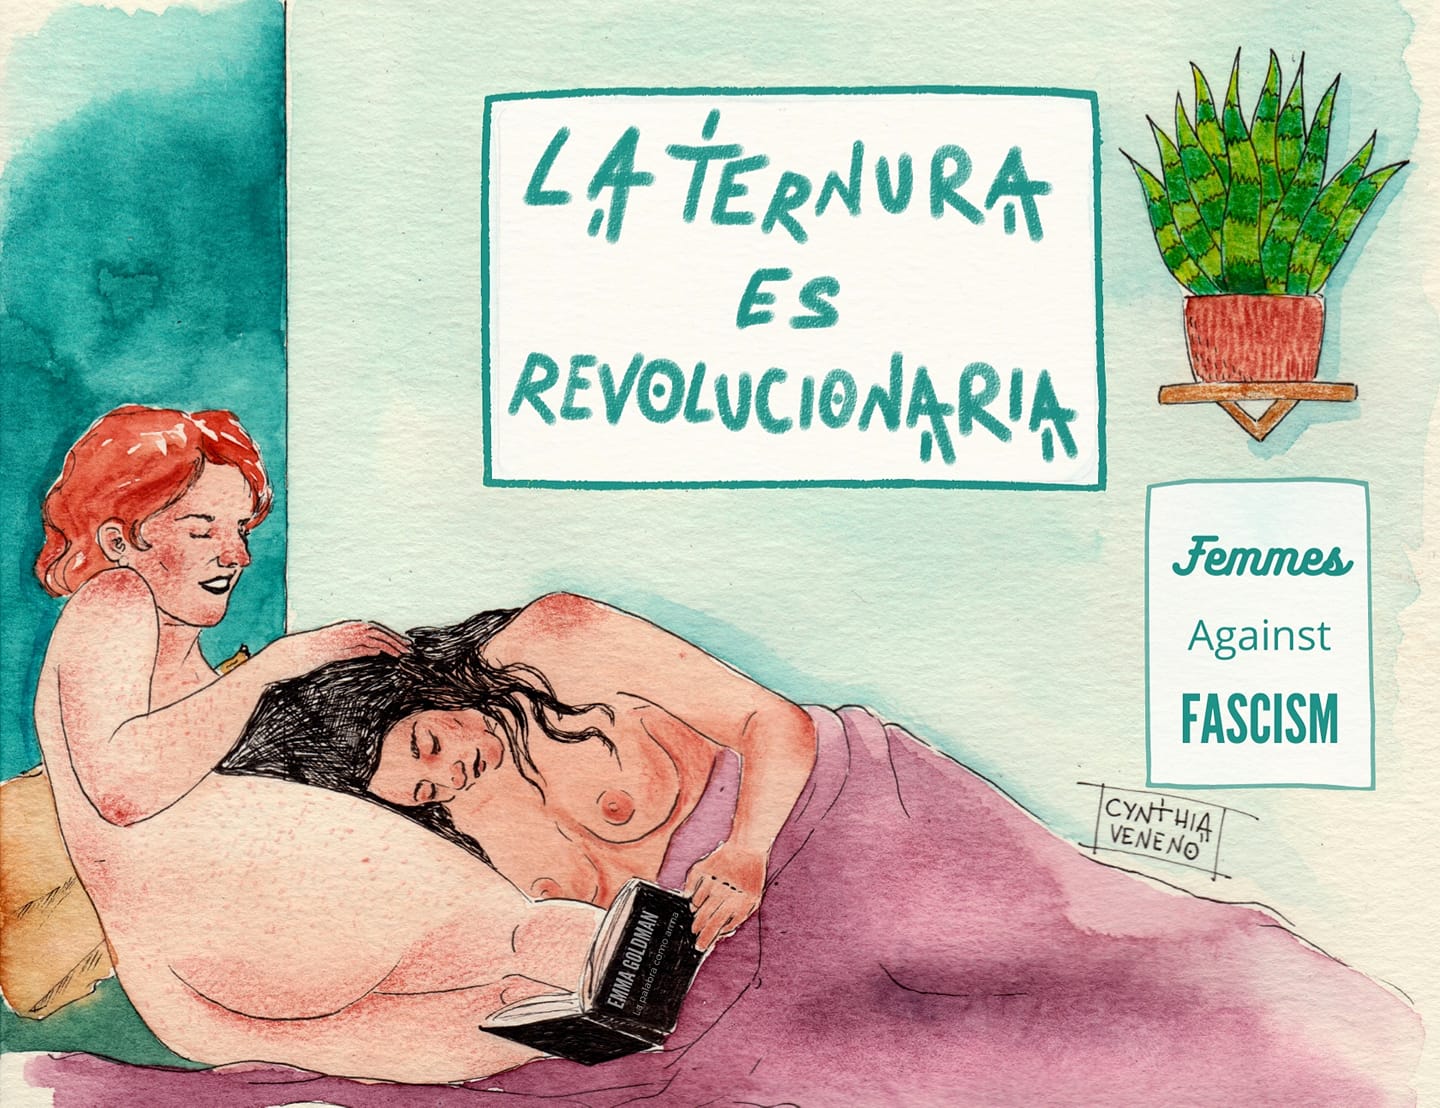 LA TERNURA
ES
REVOLUCIONARIA
Femmes
Against
FASCISM
CYNTHIA
VENENO
EMMA GOLDMAN
La palabra como arma